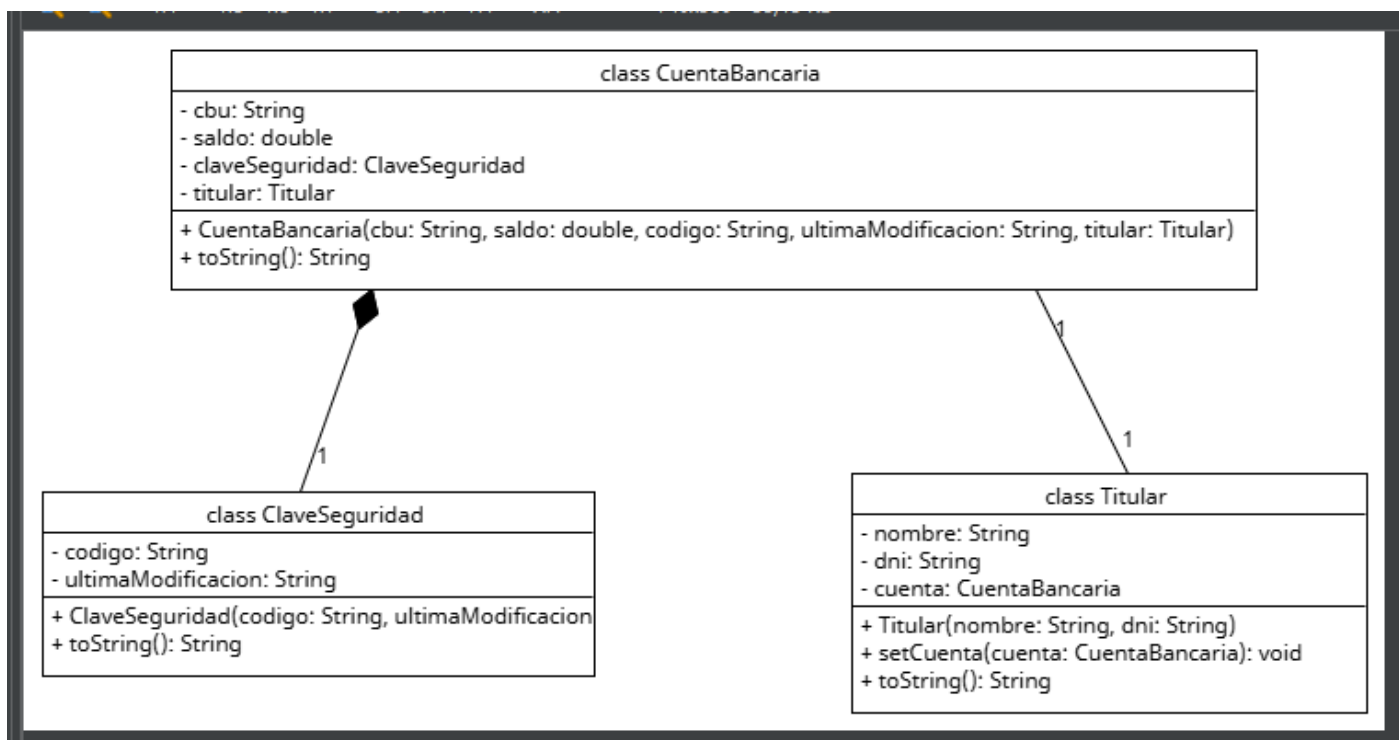 class CuentaBancaria
- cbu: String
- saldo: double
- claveSeguridad: ClaveSeguridad
- titular: Titular
+ CuentaBancaria(cbu: String, saldo: double, codigo: String, ultimaModificacion: String, titular: Titular)
+ toString(): String
1
1
1
class ClaveSeguridad
- codigo: String
- ultimaModificacion: String
+ ClaveSeguridad(codigo: String, ultimaModificacion
+ toString(): String
class Titular
- nombre: String
- dni: String
- cuenta: CuentaBancaria
+ Titular(nombre: String, dni: String)
+ setCuenta(cuenta: CuentaBancaria): void
+ toString(): String